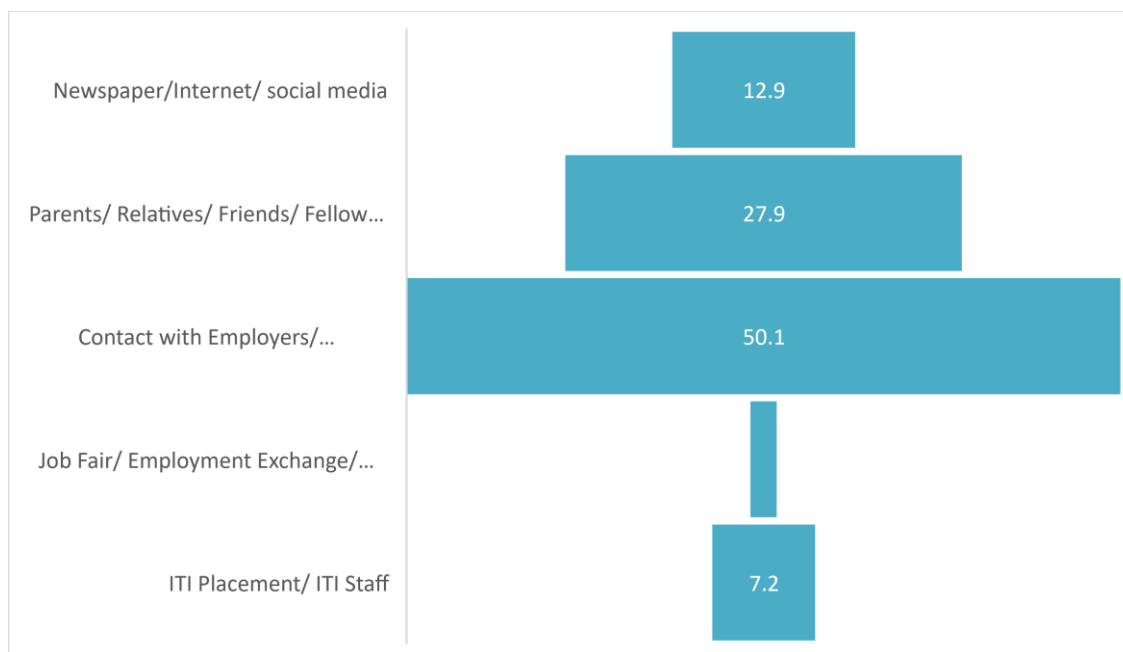 Newspaper/Internet/ social media
12.9
Parents/ Relatives/ Friends/ Fellow...
27.9
Contact with Employers/...
50.1
Job Fair/ Employment Exchange/...
ITI Placement/ ITI Staff
7.2